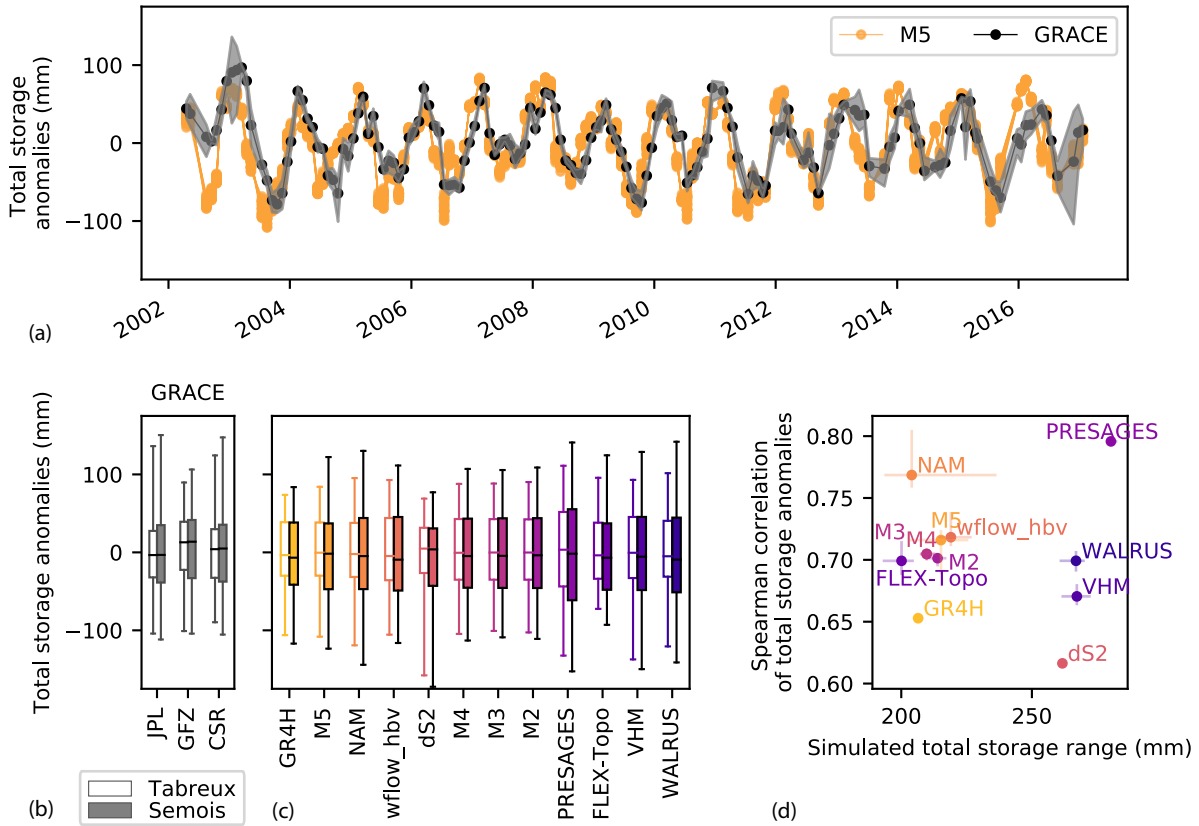 Total storage
anomalies (mm)
100
0
−100
M5
GRACE
2002
2004
2006
2008
2010
2012
2014
2016
(a)
GRACE
Total storage anomalies (mm)
100
0
−100
JPL
GFZ
CSR
Tabreux
Semois
(b)
GR4H
M5
NAM
wflow_hbv
dS2
M4
M3
M2
PRESAGES
FLEX-Topo
VHM
WALRUS
(c)
Spearman correlation
of total storage anomalies
0.80
0.75
0.70
0.65
0.60
PRESAGES
NAM
M5
wflow_hbv
M3
M4
M2
FLEX-Topo
WALRUS
VHM
GR4H
dS2
200
250
Simulated total storage range (mm)
(d)